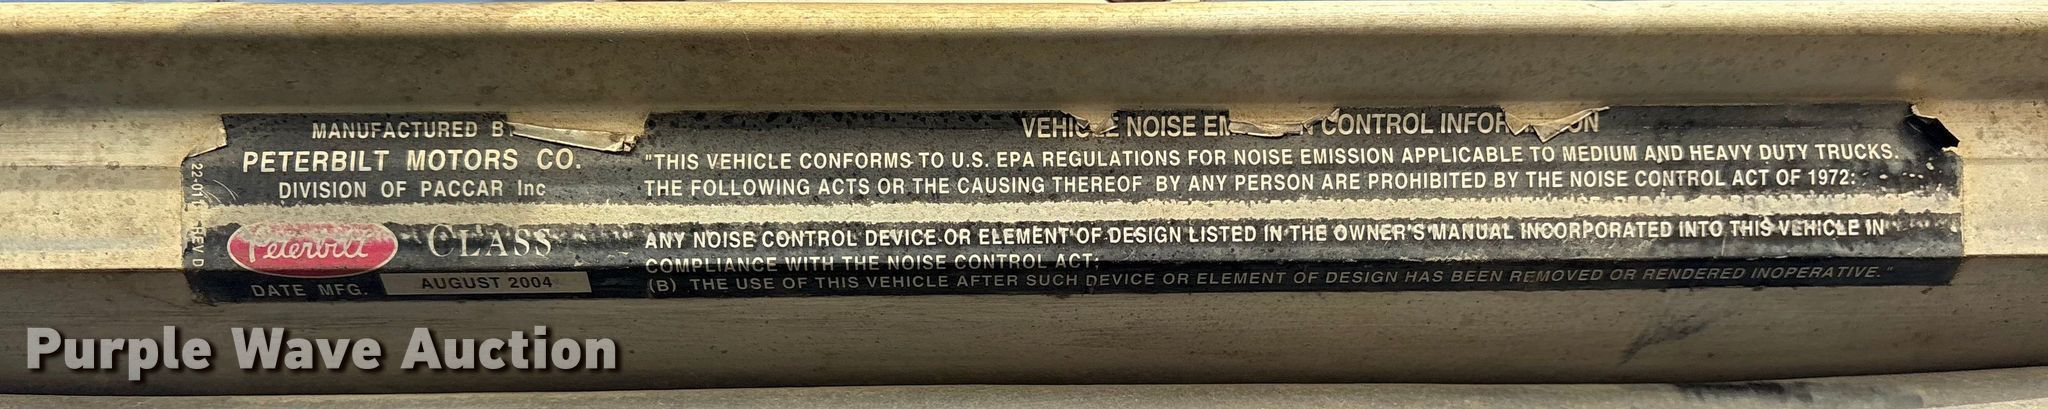 MANUFACTURED B
PETERBILT MOTORS CO.
DIVISION OF PACCAR Inc
Peterbilt CLASS
DATE MFG. AUGUST 2004
VEHIC NOISE EM N CONTROL INFOR ON
"THIS VEHICLE CONFORMS TO U.S. EPA REGULATIONS FOR NOISE EMISSION APPLICABLE TO MEDIUM AND HEAVY DUTY TRUCKS.
THE FOLLOWING ACTS OR THE CAUSING THEREOF BY ANY PERSON ARE PROHIBITED BY THE NOISE CONTROL ACT OF 1972:
ANY NOISE CONTROL DEVICE OR ELEMENT OF DESIGN LISTED IN THE OWNER'S MANUAL INCORPORATED INTO THIS VEHICLE IN
COMPLIANCE WITH THE NOISE CONTROL ACT;
(B) THE USE OF THIS VEHICLE AFTER SUCH DEVICE OR ELEMENT OF DESIGN HAS BEEN REMOVED OR RENDERED INOPERATIVE."
Purple Wave Auction